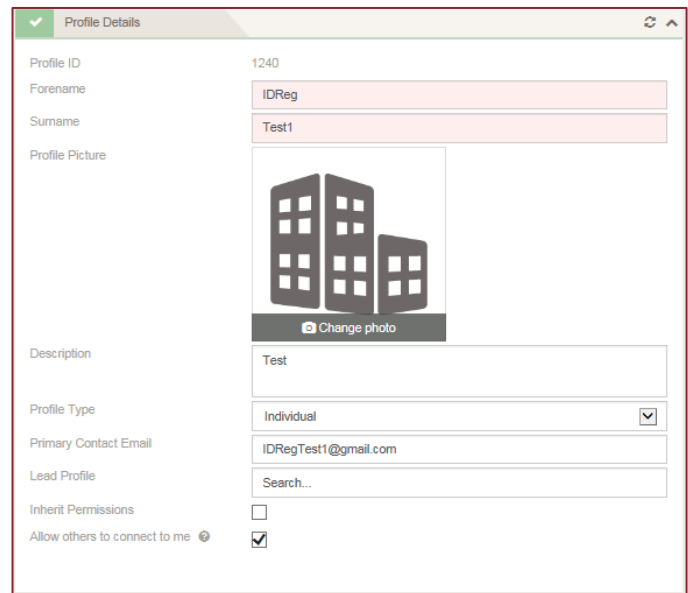 Profile Details
Profile ID 1240
Forename IDReg
Surname Test1
Profile Picture
Change photo
Description Test
Profile Type Individual
Primary Contact Email IDRegTest1@gmail.com
Lead Profile Search...
Inherit Permissions
Allow others to connect to me ?